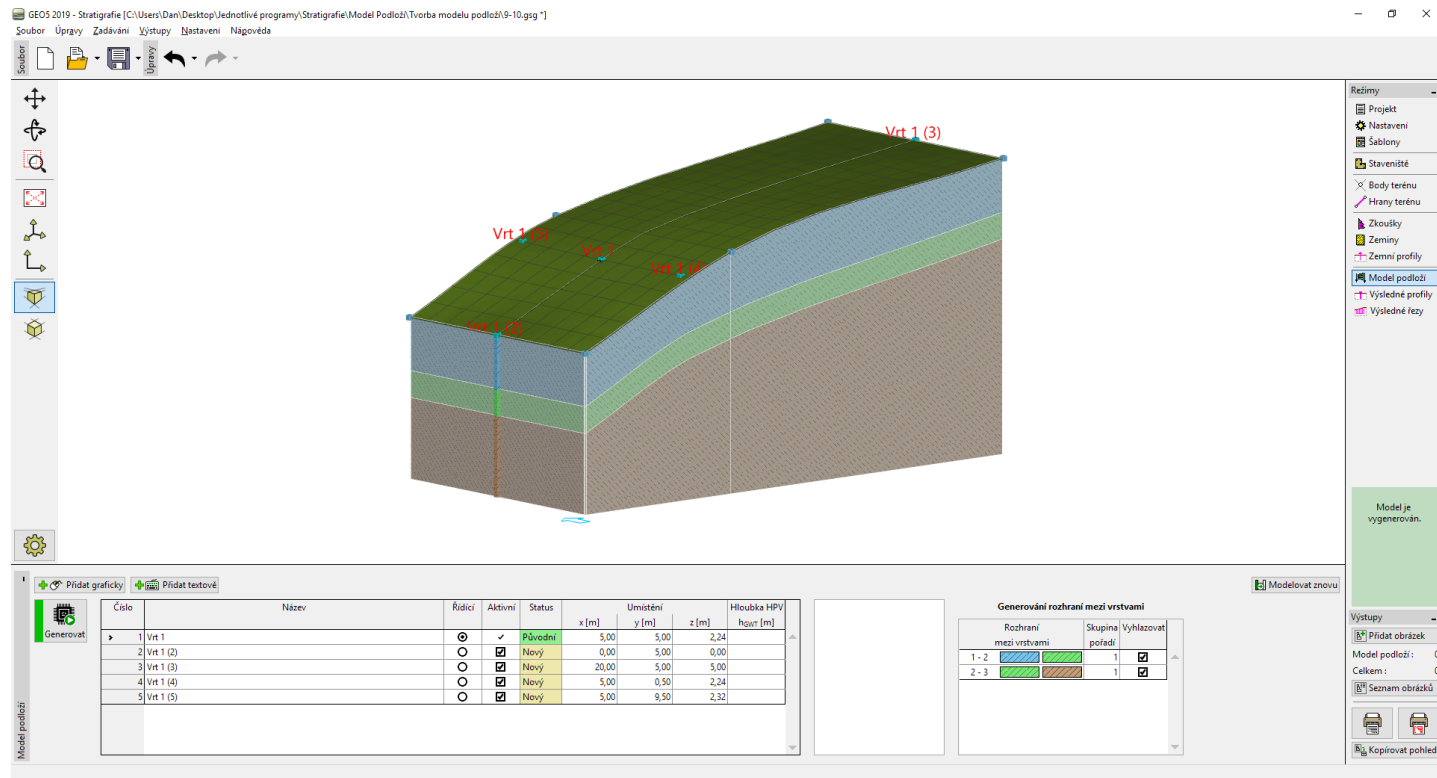 GEO5 2019 - Stratigrafie [C:\Users\Dan\Desktop\Jednotlivé programy\Stratigrafie\Model Podloží\Tvorba modelu podloží\9-10.gsg *]
Soubor Úpravy Zadávání Výstupy Nastavení Nápověda
Soubor
Úpravy
Vrt 1 (3)
Vrt 1 (5)
Vrt 1
Vrt 1 (4)
Vrt 1 (2)
Režimy
Projekt
Nastavení
Šablony
Staveniště
Body terénu
Hrany terénu
Zkoušky
Zeminy
Zemní profily
Model podloží
Výsledné profily
Výsledné řezy
Model je
vygenerován.
Model podloží
Přidat graficky Přidat textově
Modelovat znovu
Generovat
Číslo Název Řídící Aktivní Status Umístění Hloubka HPV
x [m] y [m] z [m] hGWT [m]
1 Vrt 1 Původní 5,00 5,00 2,24
2 Vrt 1 (2) Nový 0,00 5,00 0,00
3 Vrt 1 (3) Nový 20,00 5,00 5,00
4 Vrt 1 (4) Nový 5,00 0,50 2,24
5 Vrt 1 (5) Nový 5,00 9,50 2,32
Generování rozhraní mezi vrstvami
Rozhraní Skupina Vyhlazovat
mezi vrstvami pořadí
1 - 2 1
2 - 3 1
Výstupy
Přidat obrázek
Model podloží : 0
Celkem : 0
Seznam obrázků
Kopírovat pohled